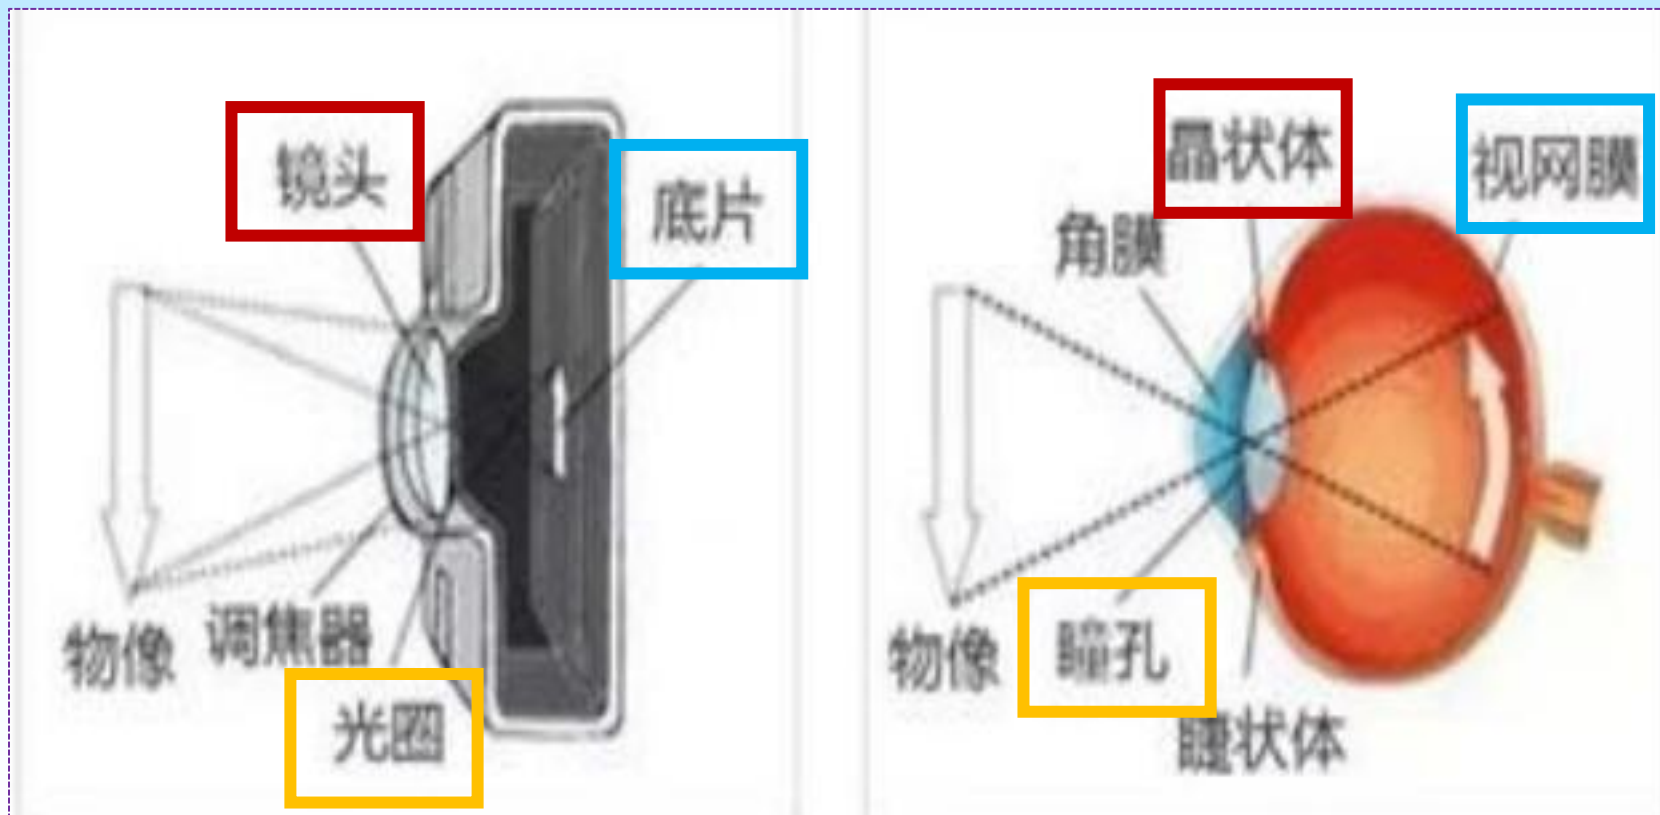 镜头
底片
物像
调焦器
光圈
晶状体
视网膜
角膜
物像
瞳孔
睫状体